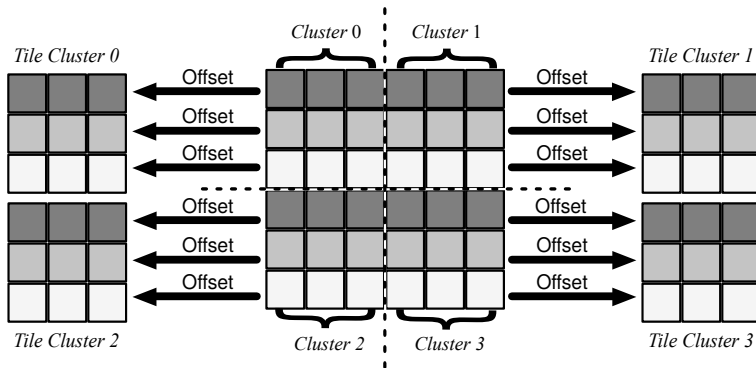 Cluster 0
Cluster 1
Tile Cluster 0
Tile Cluster 1
Offset
Offset
Offset
Offset
Offset
Offset
Offset
Offset
Offset
Offset
Offset
Offset
Tile Cluster 2
Cluster 2
Cluster 3
Tile Cluster 3